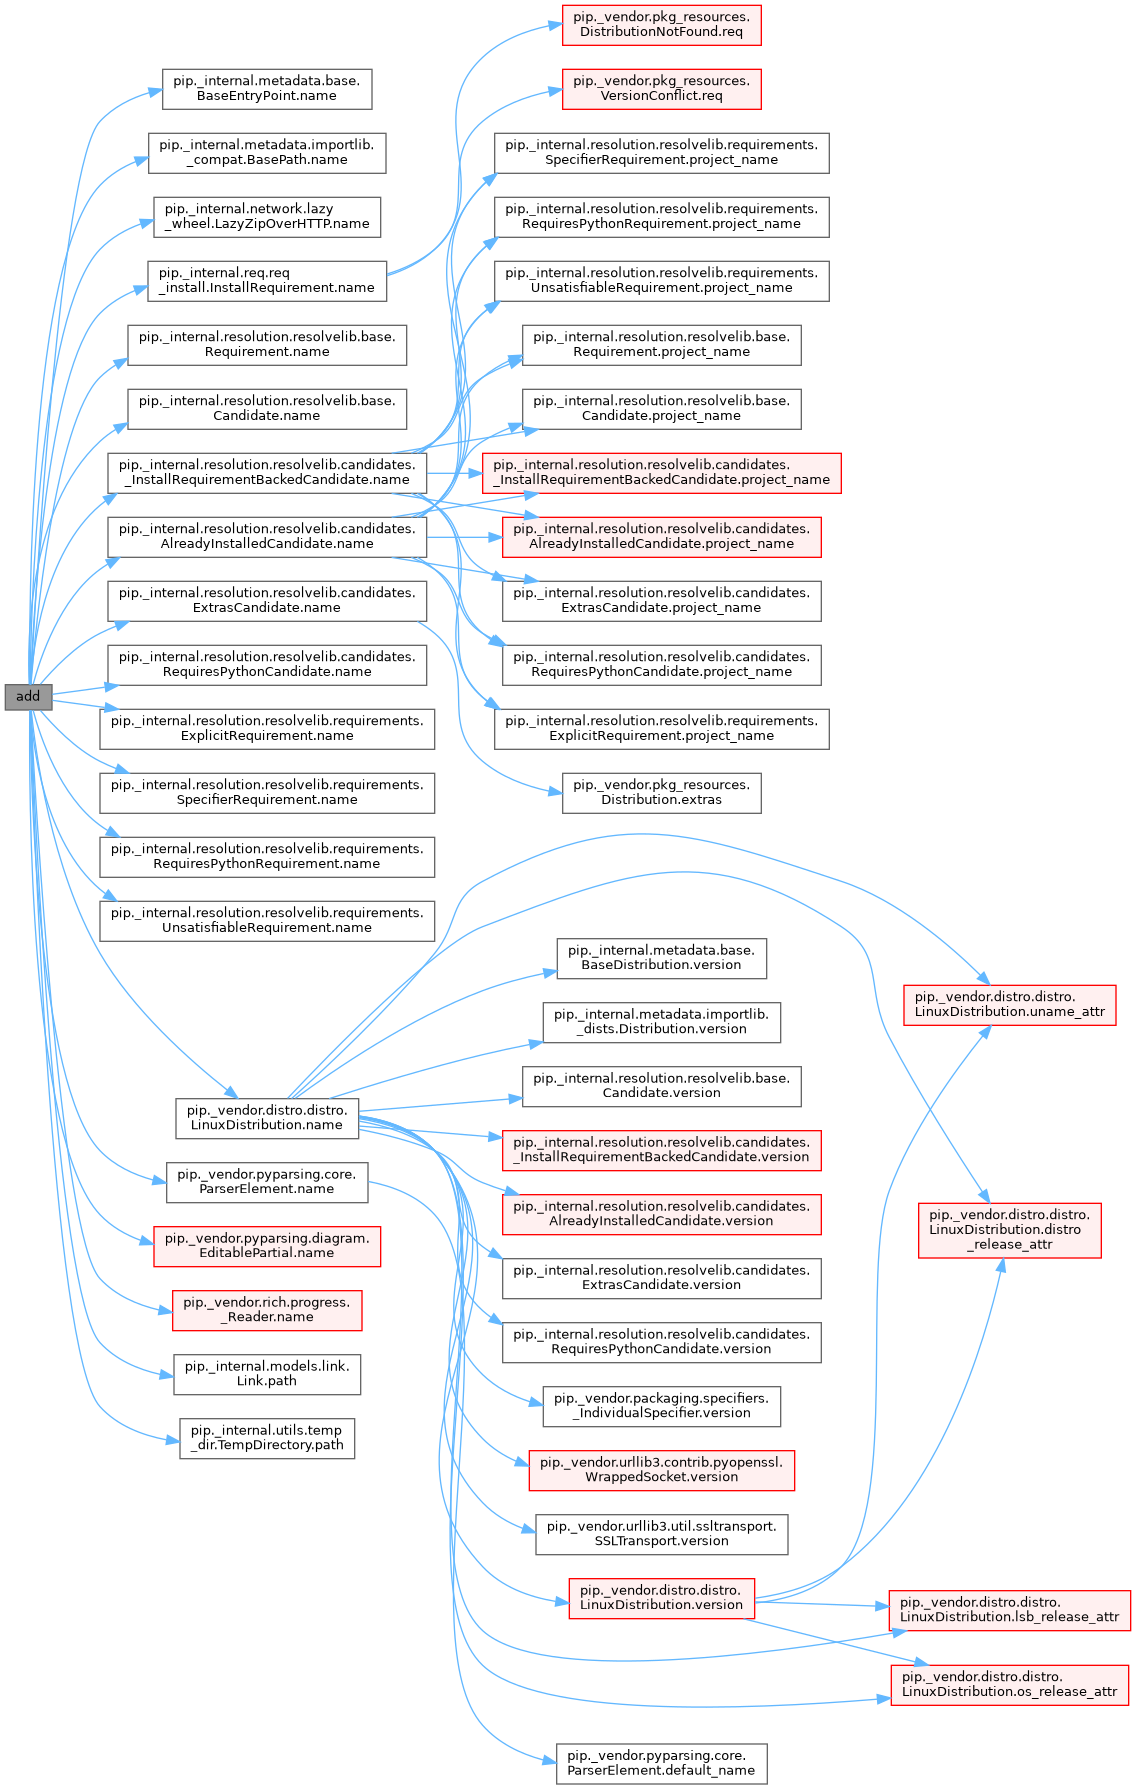 add
pip._internal.metadata.base.
BaseEntryPoint.name
pip._internal.metadata.importlib.
_compat.BasePath.name
pip._internal.network.lazy
_wheel.LazyZipOverHTTP.name
pip._internal.req.req
_install.InstallRequirement.name
pip._internal.resolution.resolvelib.base.
Requirement.name
pip._internal.resolution.resolvelib.base.
Candidate.name
pip._internal.resolution.resolvelib.candidates.
_InstallRequirementBackedCandidate.name
pip._internal.resolution.resolvelib.candidates.
AlreadyInstalledCandidate.name
pip._internal.resolution.resolvelib.candidates.
ExtrasCandidate.name
pip._internal.resolution.resolvelib.candidates.
RequiresPythonCandidate.name
pip._internal.resolution.resolvelib.requirements.
ExplicitRequirement.name
pip._internal.resolution.resolvelib.requirements.
SpecifierRequirement.name
pip._internal.resolution.resolvelib.requirements.
RequiresPythonRequirement.name
pip._internal.resolution.resolvelib.requirements.
UnsatisfiableRequirement.name
pip._vendor.distro.distro.
LinuxDistribution.name
pip._vendor.pyparsing.core.
ParserElement.name
pip._vendor.pyparsing.diagram.
EditablePartial.name
pip._vendor.rich.progress.
_Reader.name
pip._internal.models.link.
Link.path
pip._internal.utils.temp
_dir.TempDirectory.path
pip._vendor.pkg_resources.
DistributionNotFound.req
pip._vendor.pkg_resources.
VersionConflict.req
pip._internal.resolution.resolvelib.requirements.
SpecifierRequirement.project_name
pip._internal.resolution.resolvelib.requirements.
RequiresPythonRequirement.project_name
pip._internal.resolution.resolvelib.requirements.
UnsatisfiableRequirement.project_name
pip._internal.resolution.resolvelib.base.
Requirement.project_name
pip._internal.resolution.resolvelib.base.
Candidate.project_name
pip._internal.resolution.resolvelib.candidates.
_InstallRequirementBackedCandidate.project_name
pip._internal.resolution.resolvelib.candidates.
AlreadyInstalledCandidate.project_name
pip._internal.resolution.resolvelib.candidates.
ExtrasCandidate.project_name
pip._internal.resolution.resolvelib.candidates.
RequiresPythonCandidate.project_name
pip._internal.resolution.resolvelib.requirements.
ExplicitRequirement.project_name
pip._vendor.pkg_resources.
Distribution.extras
pip._internal.metadata.base.
BaseDistribution.version
pip._internal.metadata.importlib.
_dists.Distribution.version
pip._internal.resolution.resolvelib.base.
Candidate.version
pip._internal.resolution.resolvelib.candidates.
_InstallRequirementBackedCandidate.version
pip._internal.resolution.resolvelib.candidates.
AlreadyInstalledCandidate.version
pip._internal.resolution.resolvelib.candidates.
ExtrasCandidate.version
pip._internal.resolution.resolvelib.candidates.
RequiresPythonCandidate.version
pip._vendor.packaging.specifiers.
_IndividualSpecifier.version
pip._vendor.urllib3.contrib.pyopenssl.
WrappedSocket.version
pip._vendor.urllib3.util.ssltransport.
SSLTransport.version
pip._vendor.distro.distro.
LinuxDistribution.version
pip._vendor.pyparsing.core.
ParserElement.default_name
pip._vendor.distro.distro.
LinuxDistribution.uname_attr
pip._vendor.distro.distro.
LinuxDistribution.distro
_release_attr
pip._vendor.distro.distro.
LinuxDistribution.lsb_release_attr
pip._vendor.distro.distro.
LinuxDistribution.os_release_attr